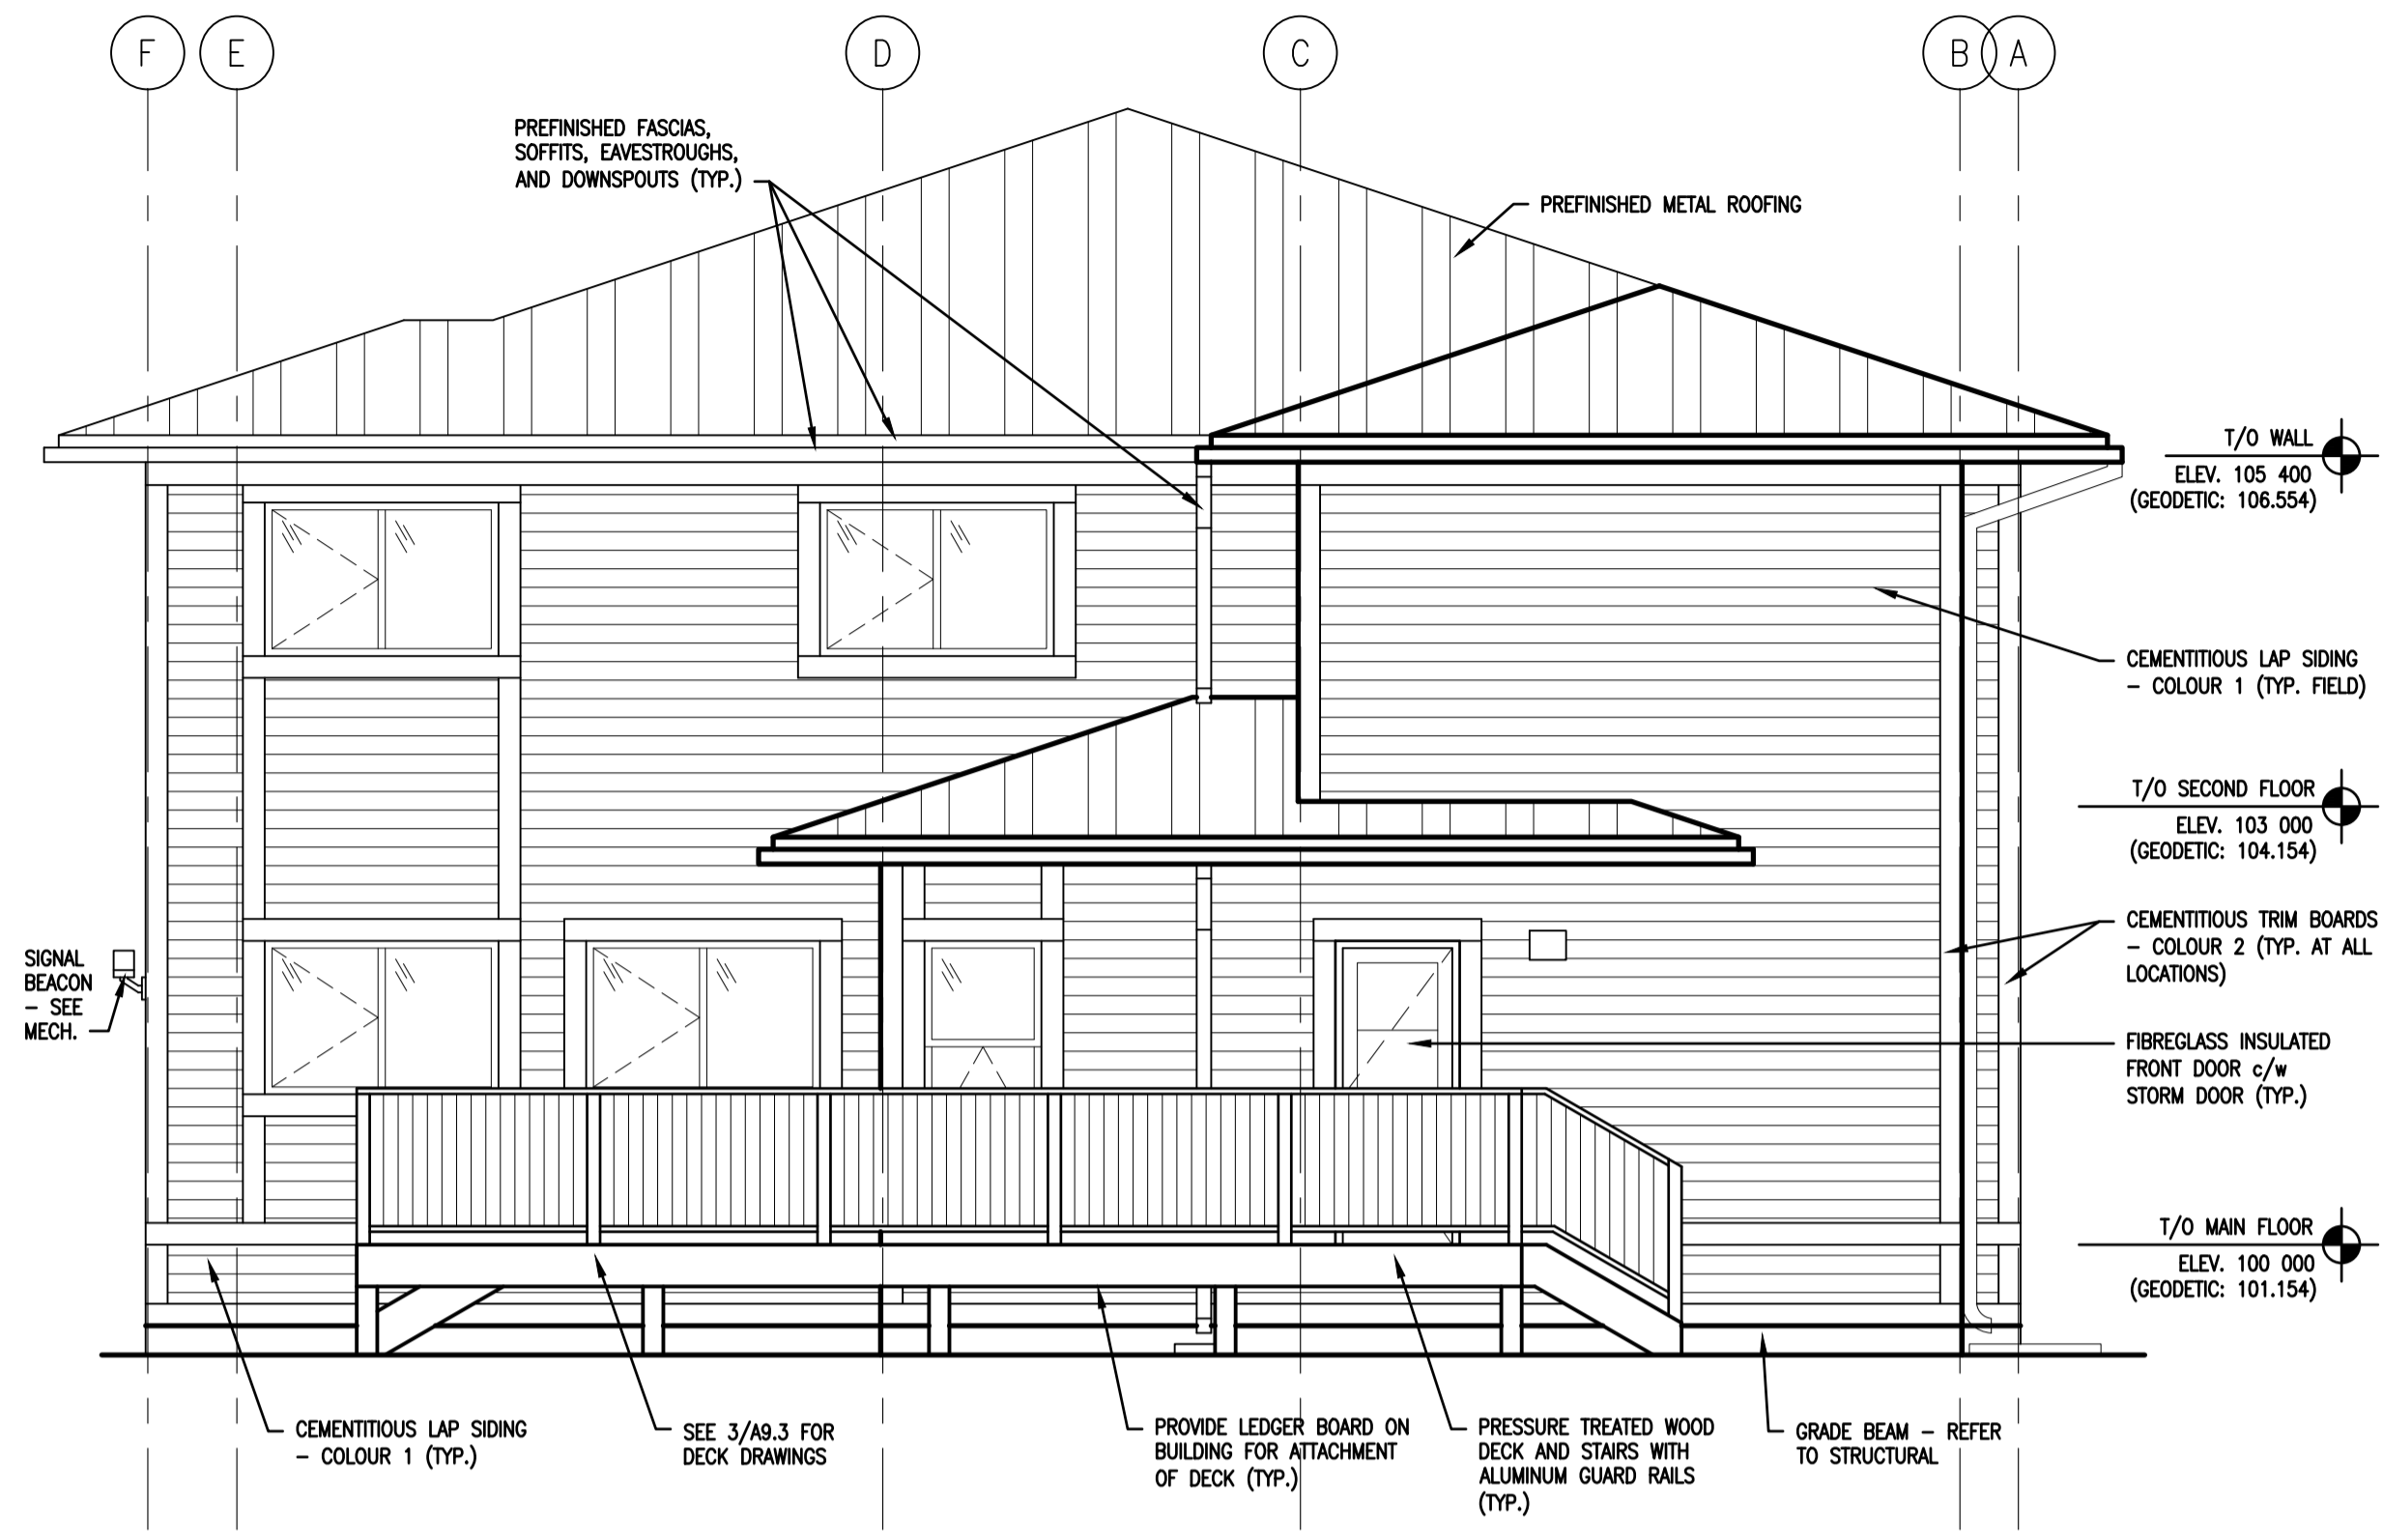 F E D C B A
PREFINISHED FASCIAS,
SOFFITS, EAVESTROUGHS,
AND DOWNSPOUTS (TYP.)
PREFINISHED METAL ROOFING
T/O WALL
ELEV. 105 400
(GEODETIC: 106.554)
CEMENTITIOUS LAP SIDING
- COLOUR 1 (TYP. FIELD)
T/O SECOND FLOOR
ELEV. 103 000
(GEODETIC: 104.154)
CEMENTITIOUS TRIM BOARDS
- COLOUR 2 (TYP. AT ALL
LOCATIONS)
SIGNAL
BEACON
- SEE
MECH.
FIBREGLASS INSULATED
FRONT DOOR c/w
STORM DOOR (TYP.)
T/O MAIN FLOOR
ELEV. 100 000
(GEODETIC: 101.154)
CEMENTITIOUS LAP SIDING
- COLOUR 1 (TYP.)
SEE 3/A9.3 FOR
DECK DRAWINGS
PROVIDE LEDGER BOARD ON
BUILDING FOR ATTACHMENT
OF DECK (TYP.)
PRESSURE TREATED WOOD
DECK AND STAIRS WITH
ALUMINUM GUARD RAILS
(TYP.)
GRADE BEAM - REFER
TO STRUCTURAL